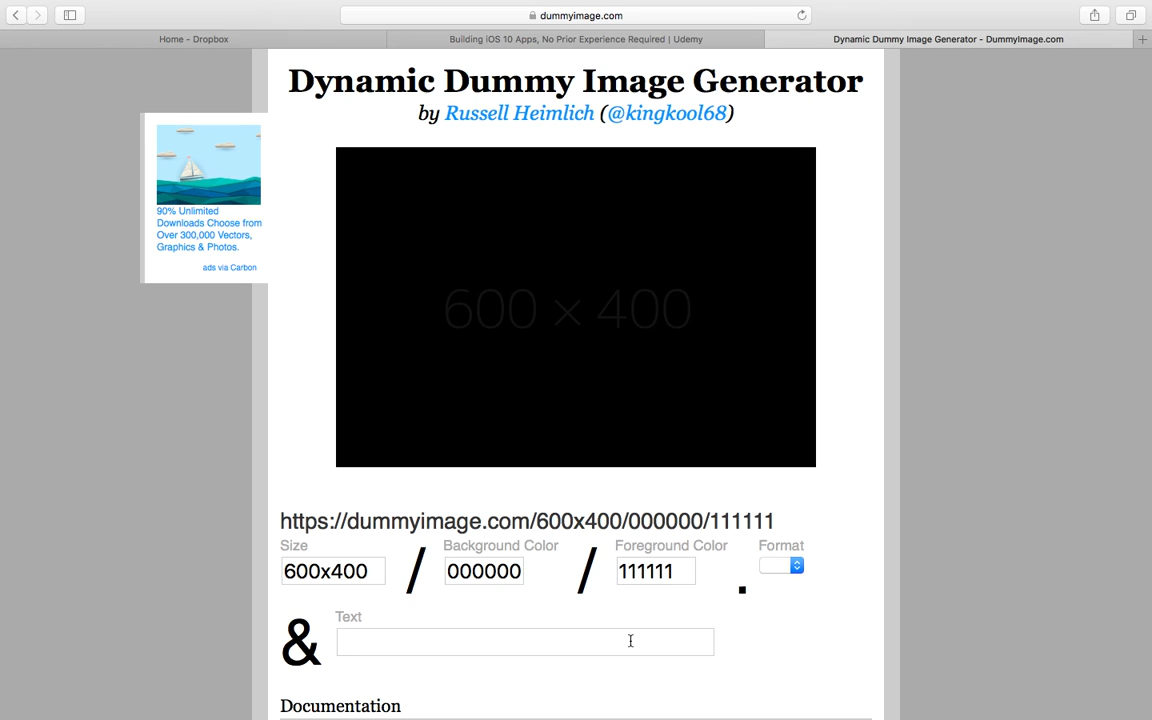 dummyimage.com
Home - Dropbox
Building iOS 10 Apps, No Prior Experience Required | Udemy
Dynamic Dummy Image Generator - DummyImage.com
Dynamic Dummy Image Generator
by Russell Heimlich (@kingkool68)
90% Unlimited
Downloads Choose from
Over 300,000 Vectors,
Graphics & Photos.
ads via Carbon
600 × 400
https://dummyimage.com/600x400/000000/111111
Size Background Color Foreground Color Format
600x400 / 000000 / 111111 .
& Text
Documentation